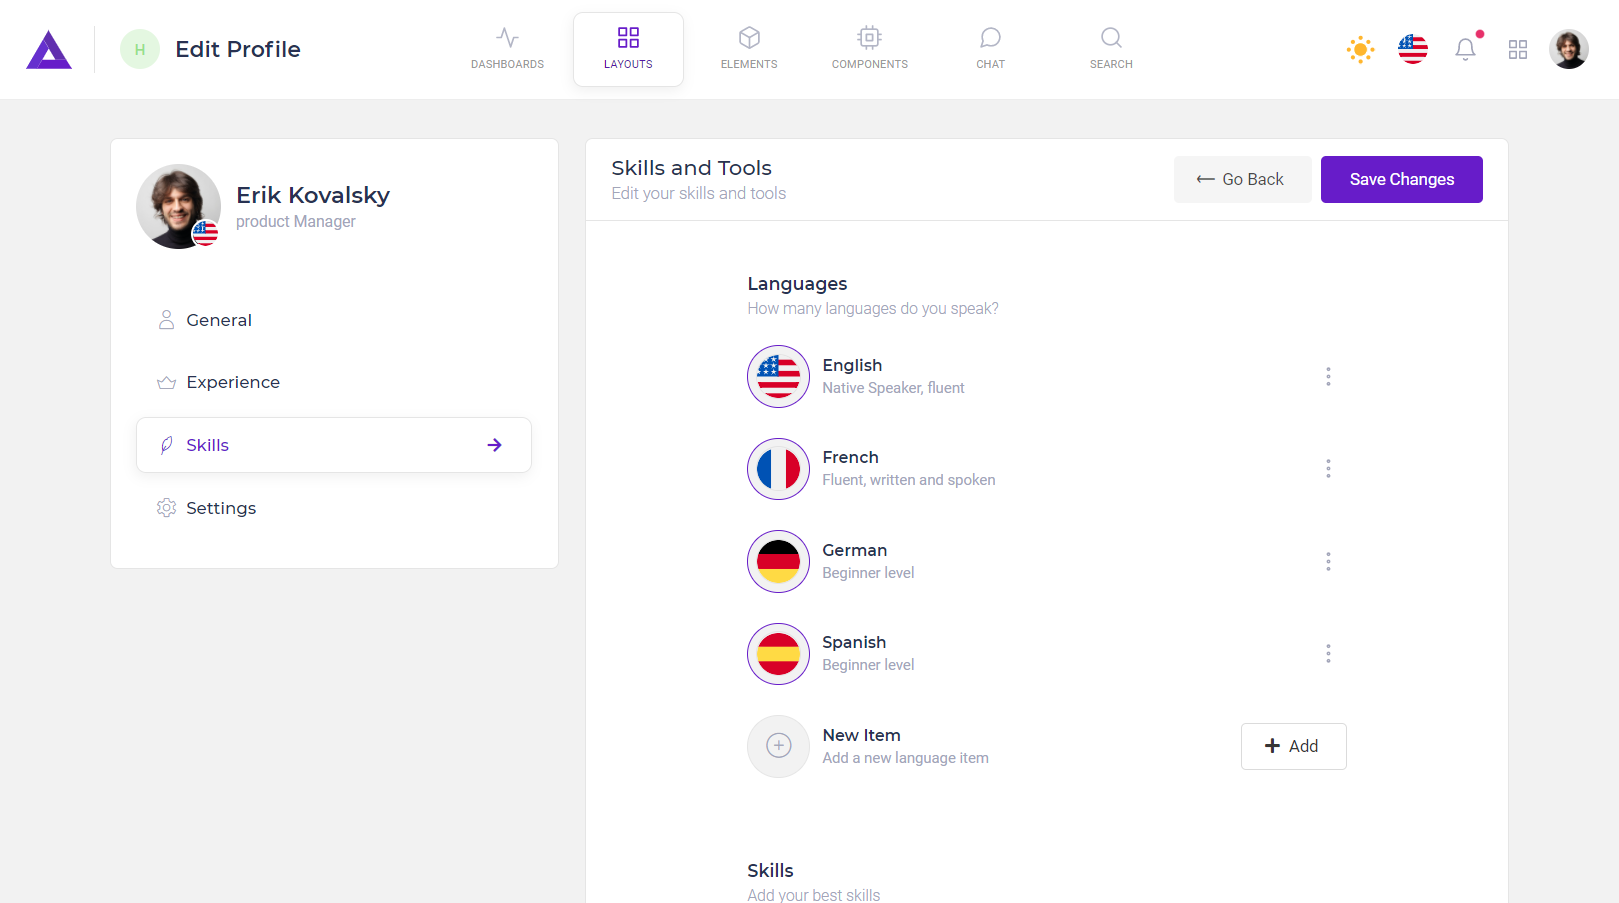 H
Edit Profile
DASHBOARDS
LAYOUTS
ELEMENTS
COMPONENTS
CHAT
SEARCH
Erik Kovalsky
product Manager
General
Experience
Skills
Settings
Skills and Tools
Edit your skills and tools
Go Back
Save Changes
Languages
How many languages do you speak?
English
Native Speaker, fluent
French
Fluent, written and spoken
German
Beginner level
Spanish
Beginner level
New Item
Add a new language item
Add
Skills
Add your best skills